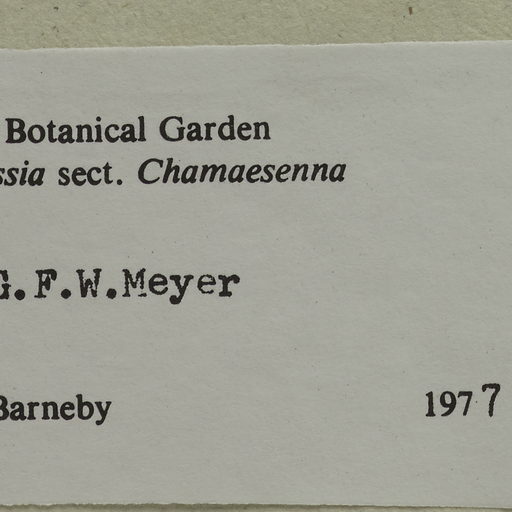 Botanical Garden
ssia sect. Chamaesenna
G.F.W.Meyer
Barneby 1977